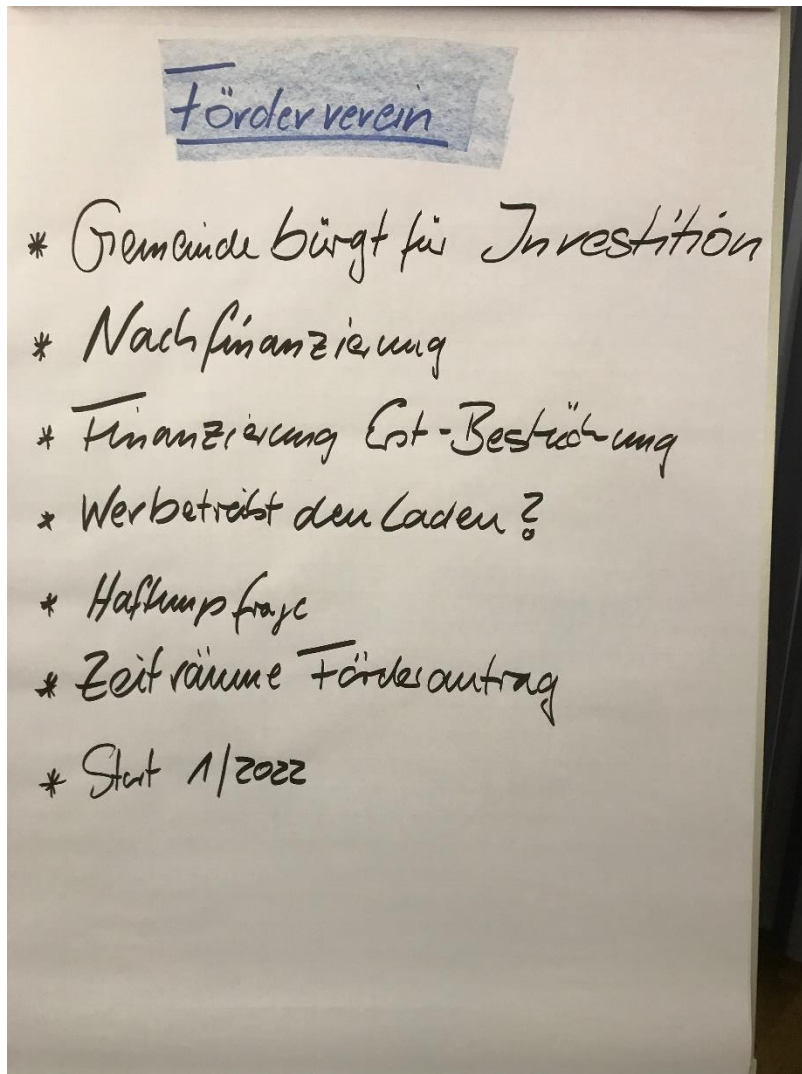 Förderverein
* Gemeinde bürgt für Investition
* Nachfinanzierung
* Finanzierung Erst-Bestückung
* Wer betreibt den Laden?
* Haftungsfrage
* Zeiträume Förderantrag
* Start 1/2022